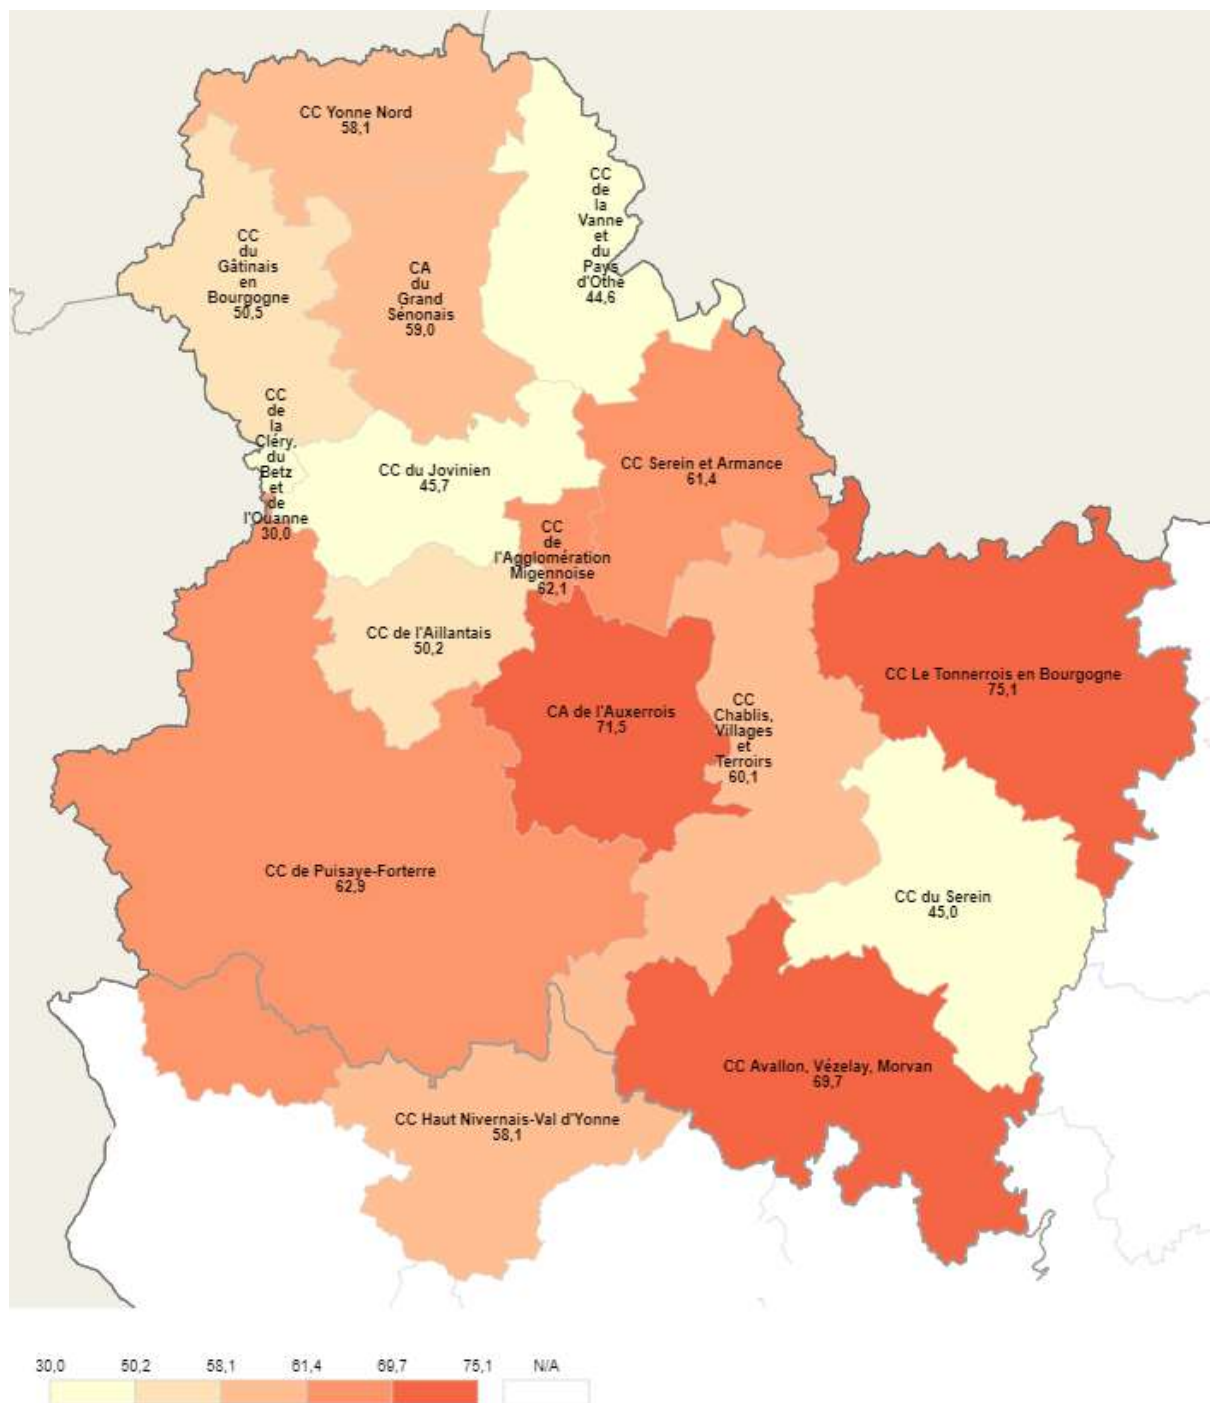 CC Yonne Nord
58,1
CC
de
la
Vanne
et
du
Pays
d'Othe
44,6
CC
du
Gâtinais
en
Bourgogne
50,5
CA
du
Grand
Sénonais
59,0
CC
de
la
Cléry,
du
Betz
et
de
l'Ouanne
30,0
CC du Jovinien
45,7
CC Serein et Armance
61,4
CC
de
l'Agglomération
Migennoise
62,1
CC de l'Aillantais
50,2
CC Le Tonnerrois en Bourgogne
75,1
CA de l'Auxerrois
71,5
CC
Chablis,
Villages
et
Terroirs
60,1
CC de Puisaye-Forterre
62,9
CC du Serein
45,0
CC Avallon, Vézelay, Morvan
69,7
CC Haut Nivernais-Val d'Yonne
58,1
30,0 50,2 58,1 61,4 69,7 75,1 N/A